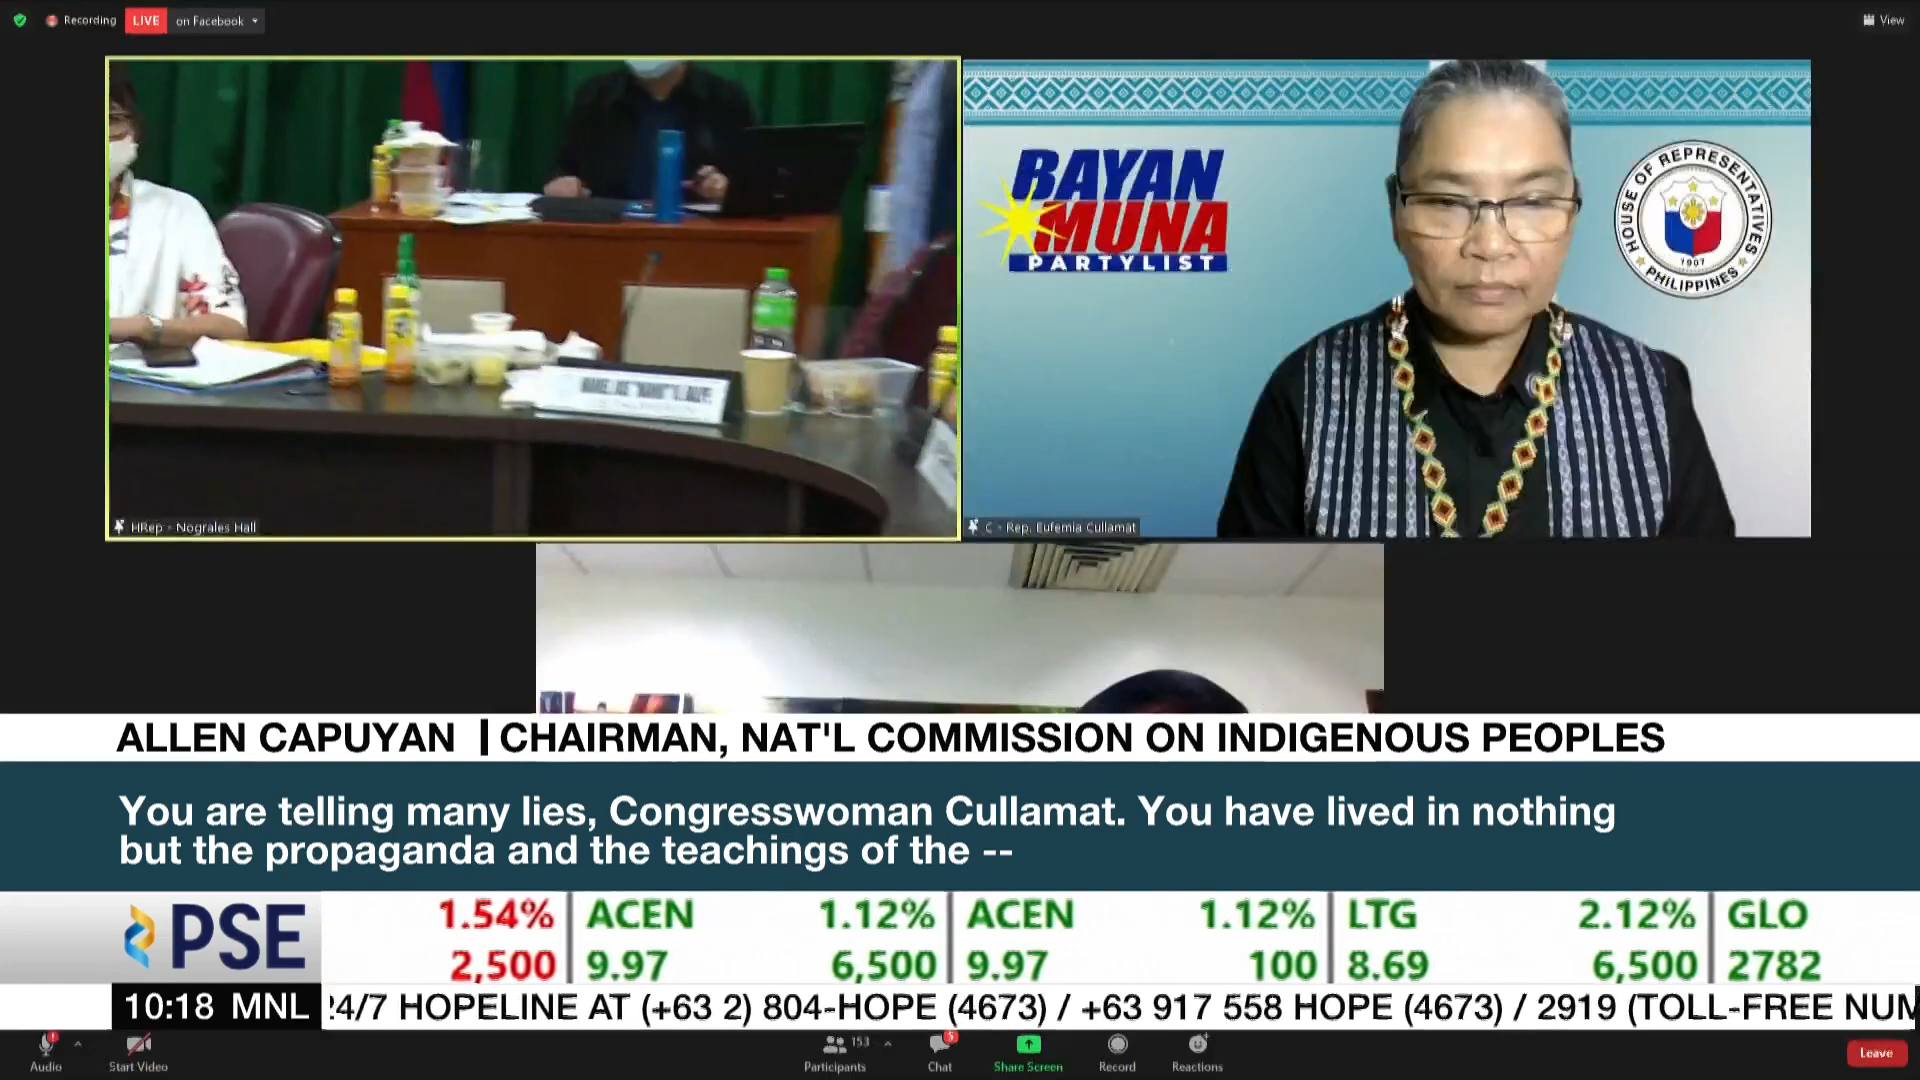 Recording
LIVE
on Facebook
View
BAYAN
MUNA
PARTYLIST
HOUSE OF REPRESENTATIVES
1907
PHILIPPINES
HRep - Nograles Hall
C - Rep. Eufemia Cullamat
ALLEN CAPUYAN | CHAIRMAN, NAT'L COMMISSION ON INDIGENOUS PEOPLES
You are telling many lies, Congresswoman Cullamat. You have lived in nothing
but the propaganda and the teachings of the --
PSE
1.54% ACEN 1.12% ACEN 1.12% LTG 2.12% GLO
2,500 9.97 6,500 9.97 100 8.69 6,500 2782
10:18 MNL 24/7 HOPELINE AT (+63 2) 804-HOPE (4673) / +63 917 558 HOPE (4673) / 2919 (TOLL-FREE NUM
153 5
Audio Start Video Participants Chat Share Screen Record Reactions Leave